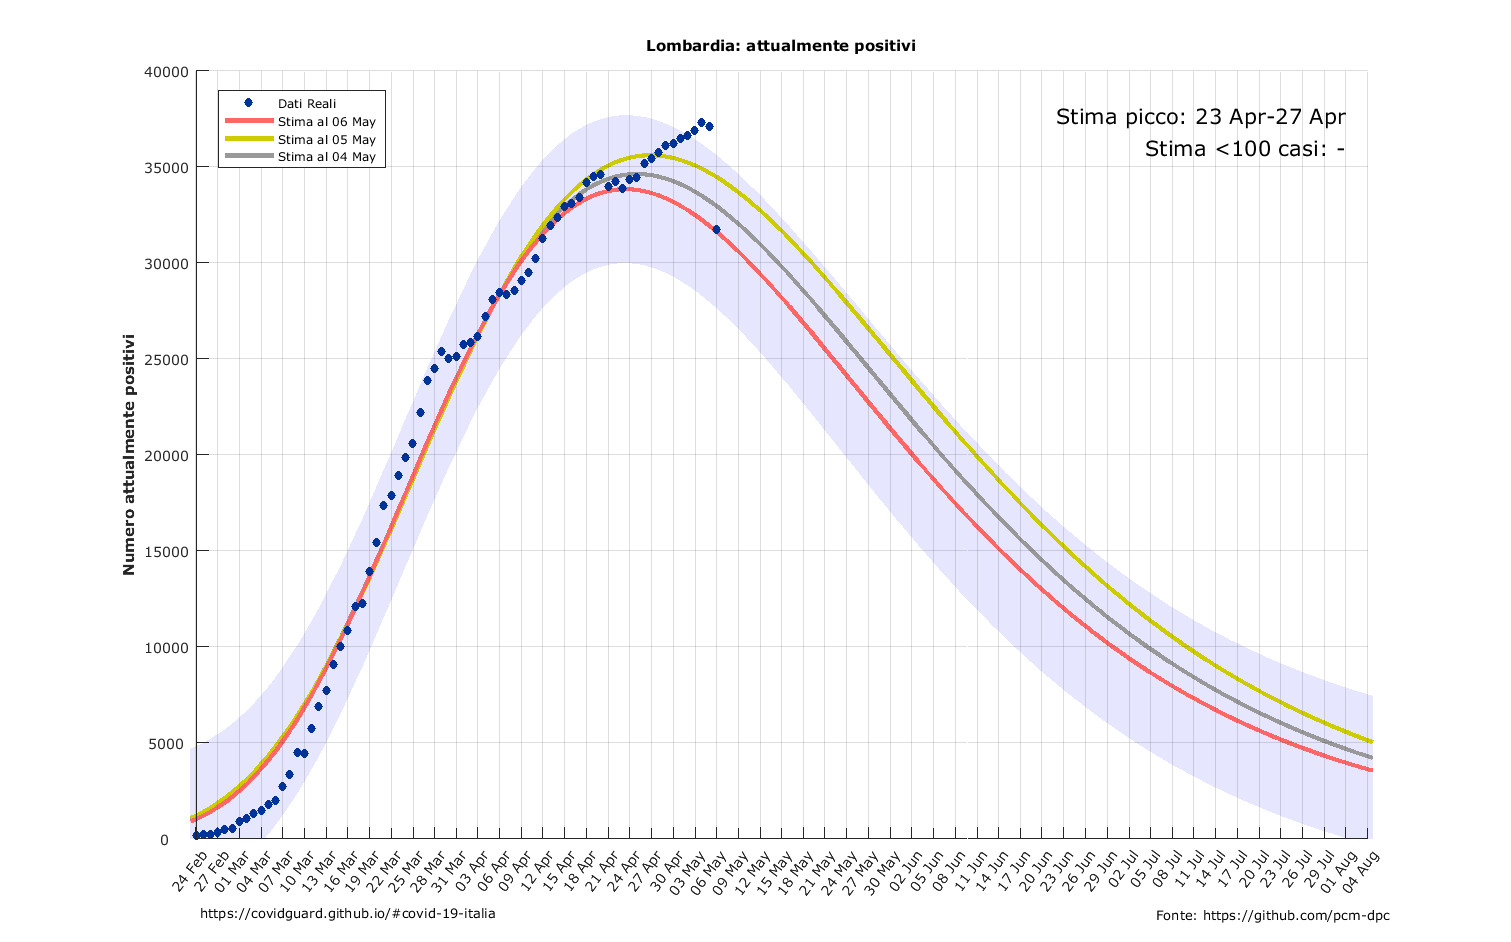 Lombardia: attualmente positivi
40000
35000
30000
25000
20000
15000
10000
5000
0
Numero attualmente positivi
Dati Reali
Stima al 06 May
Stima al 05 May
Stima al 04 May
Stima picco: 23 Apr-27 Apr
Stima <100 casi: -
24 Feb
27 Feb
01 Mar
04 Mar
07 Mar
10 Mar
13 Mar
16 Mar
19 Mar
22 Mar
25 Mar
28 Mar
31 Mar
03 Apr
06 Apr
09 Apr
12 Apr
15 Apr
18 Apr
21 Apr
24 Apr
27 Apr
30 Apr
03 May
06 May
09 May
12 May
15 May
18 May
21 May
24 May
27 May
30 May
02 Jun
05 Jun
08 Jun
11 Jun
14 Jun
17 Jun
20 Jun
23 Jun
26 Jun
29 Jun
02 Jul
05 Jul
08 Jul
11 Jul
14 Jul
17 Jul
20 Jul
23 Jul
26 Jul
29 Jul
01 Aug
04 Aug
https://covidguard.github.io/#covid-19-italia
Fonte: https://github.com/pcm-dpc